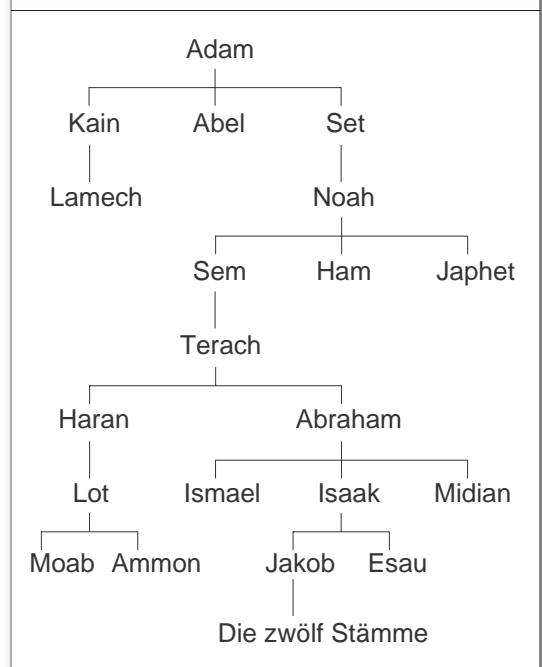 Adam
Kain Abel Set
Lamech Noah
Sem Ham Japhet
Terach
Haran Abraham
Lot Ismael Isaak Midian
Moab Ammon Jakob Esau
Die zwölf Stämme